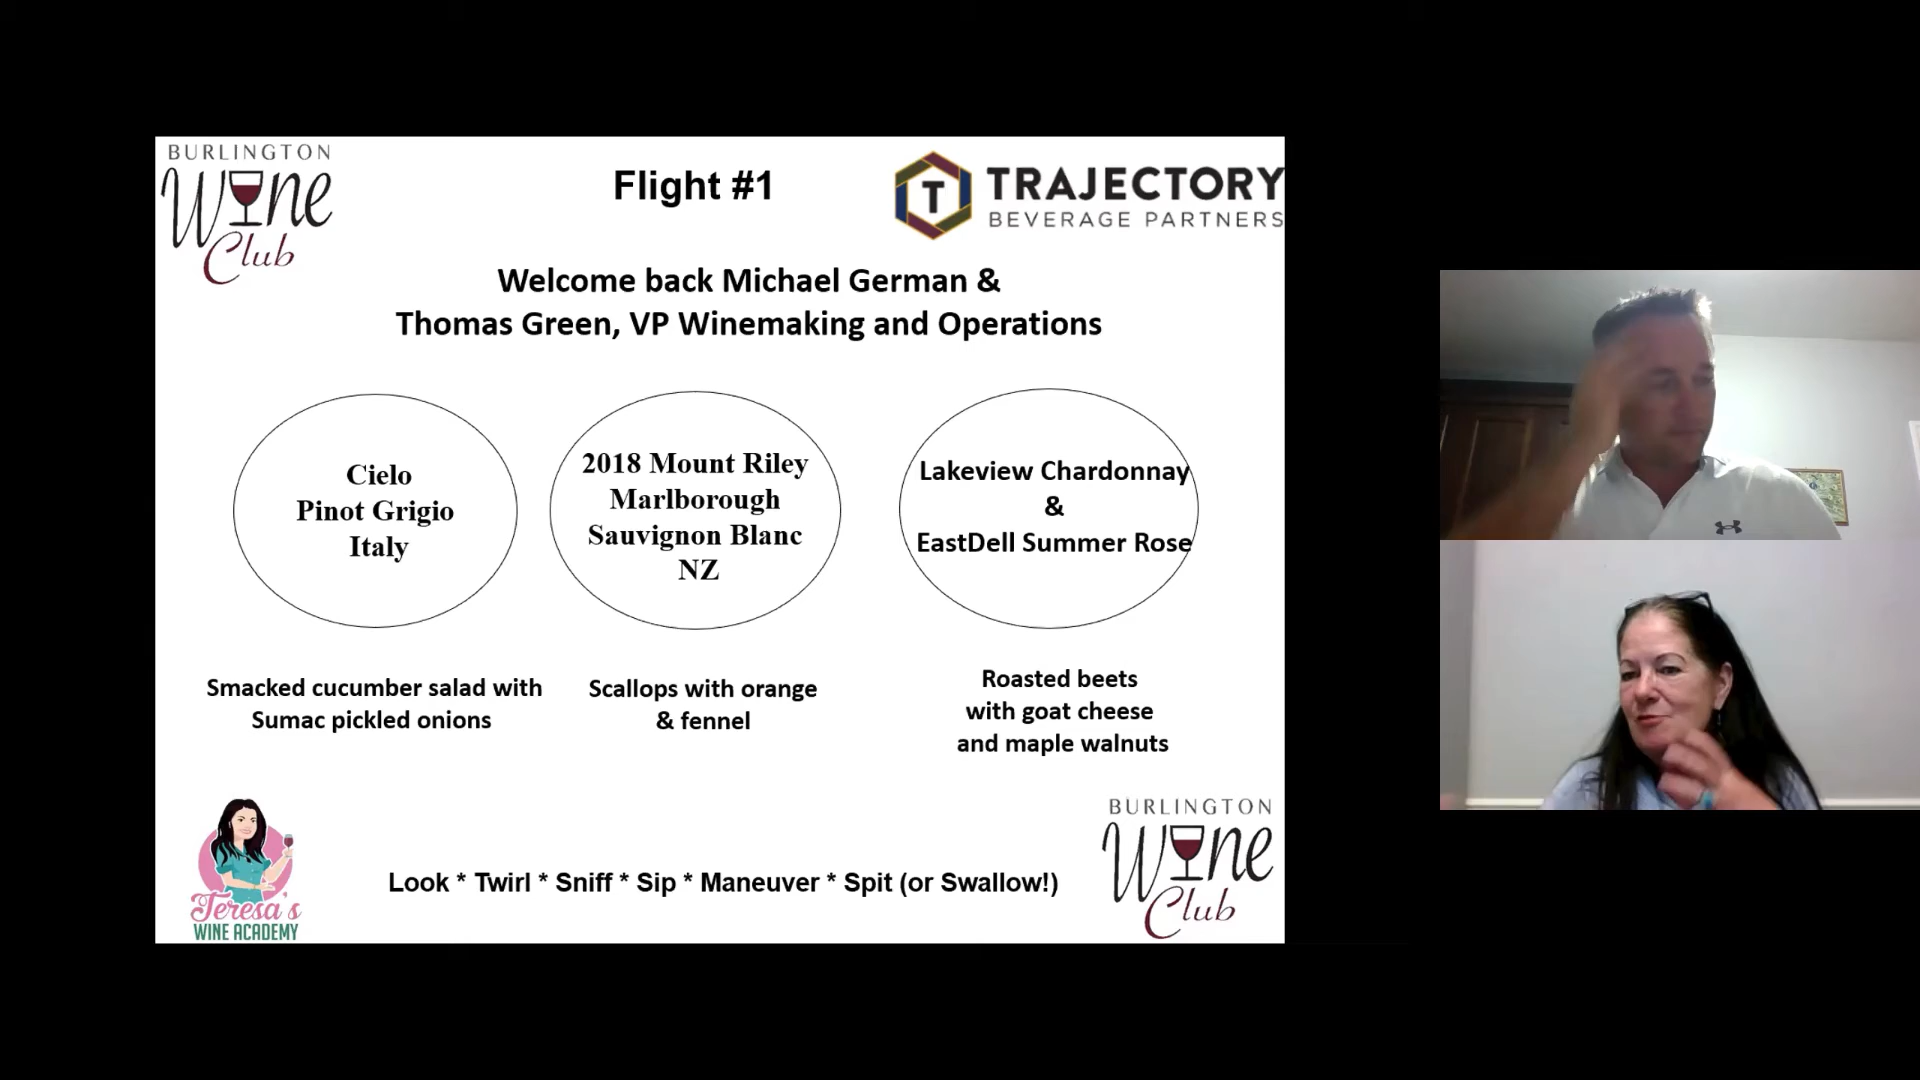 BURLINGTON
Wine
Club
Flight #1
T
TRAJECTORY
BEVERAGE PARTNERS
Welcome back Michael German &
Thomas Green, VP Winemaking and Operations
Cielo
Pinot Grigio
Italy
2018 Mount Riley
Marlborough
Sauvignon Blanc
NZ
Lakeview Chardonnay
&
EastDell Summer Rose
Smacked cucumber salad with
Sumac pickled onions
Scallops with orange
& fennel
Roasted beets
with goat cheese
and maple walnuts
Teresa's
WINE ACADEMY
Look * Twirl * Sniff * Sip * Maneuver * Spit (or Swallow!)
BURLINGTON
Wine
Club